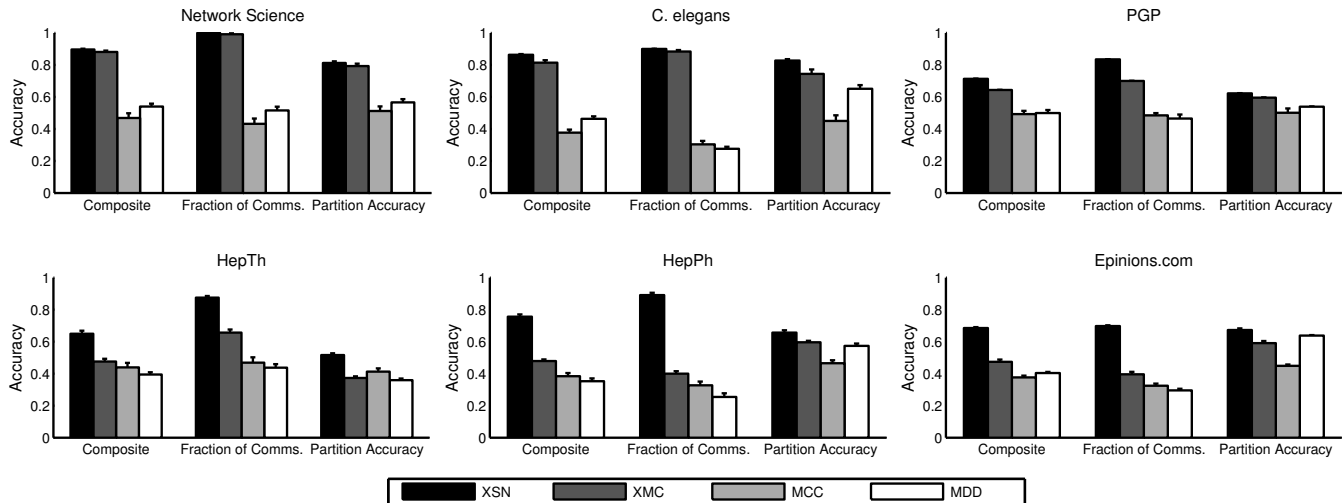 Network Science
1
0.8
0.6
0.4
0.2
0
Accuracy
Composite
Fraction of Comms.
Partition Accuracy
C. elegans
1
0.8
0.6
0.4
0.2
0
Accuracy
Composite
Fraction of Comms.
Partition Accuracy
PGP
1
0.8
0.6
0.4
0.2
0
Accuracy
Composite
Fraction of Comms.
Partition Accuracy
HepTh
1
0.8
0.6
0.4
0.2
0
Accuracy
Composite
Fraction of Comms.
Partition Accuracy
HepPh
1
0.8
0.6
0.4
0.2
0
Accuracy
Composite
Fraction of Comms.
Partition Accuracy
Epinions.com
1
0.8
0.6
0.4
0.2
0
Accuracy
Composite
Fraction of Comms.
Partition Accuracy
XSN
XMC
MCC
MDD